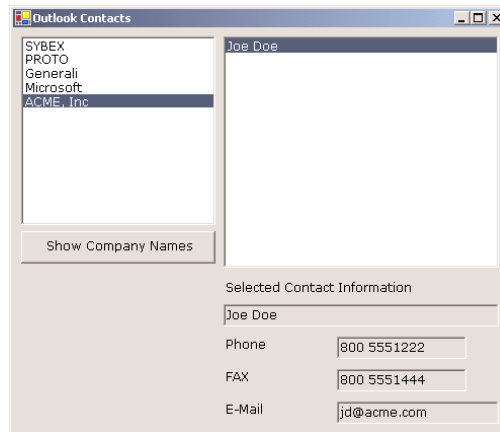 Outlook Contacts
SYBEX
PROTO
Generali
Microsoft
ACME, Inc
Show Company Names
Joe Doe
Selected Contact Information
Joe Doe
Phone 800 5551222
FAX 800 5551444
E-Mail jd@acme.com